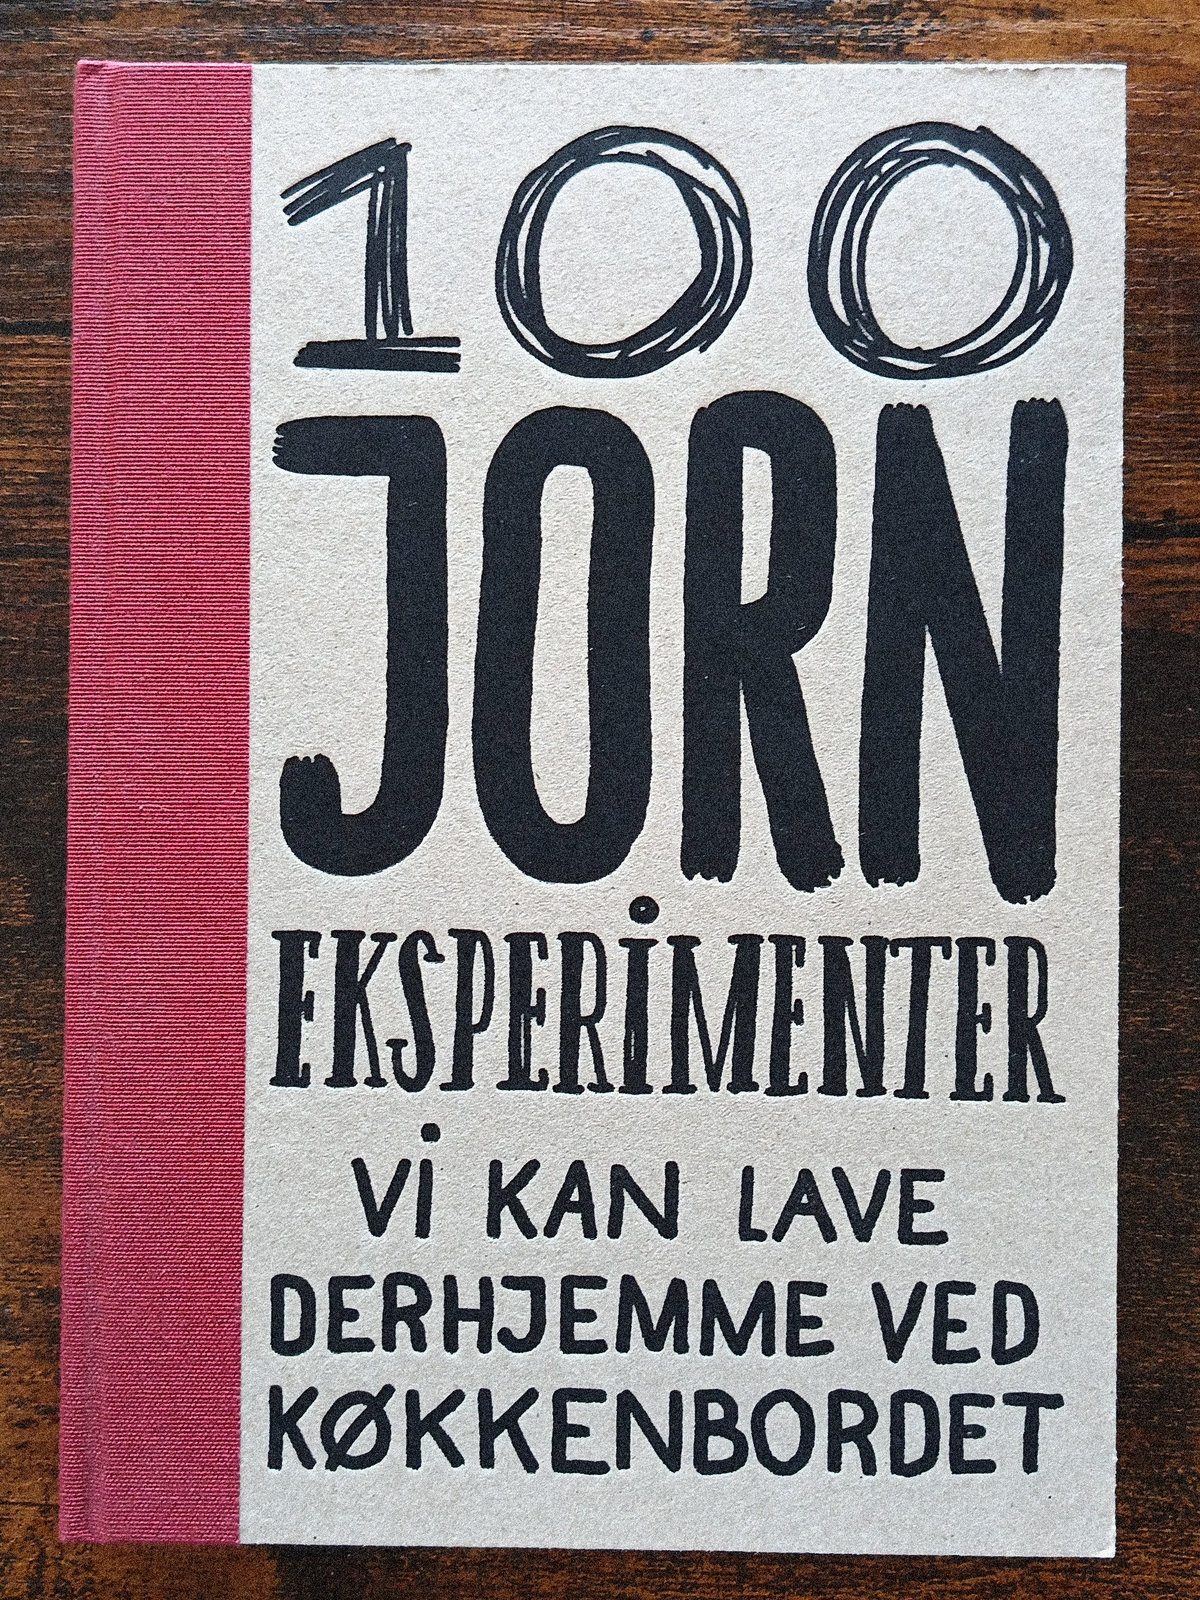 100
JORN
EKSPERiMENTER
Vi KAN LAVE
DERHJEMME VED
KØKKENBORDET